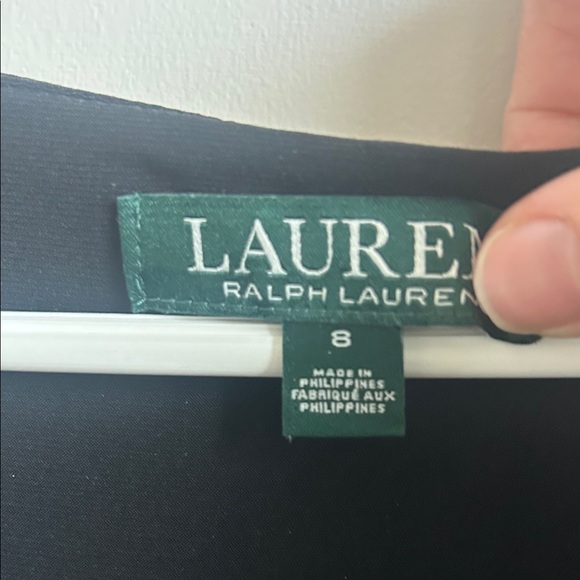 LAUREN
RALPH LAUREN
8
MADE IN
PHILIPPINES
FABRIQUÉ AUX
PHILIPPINES